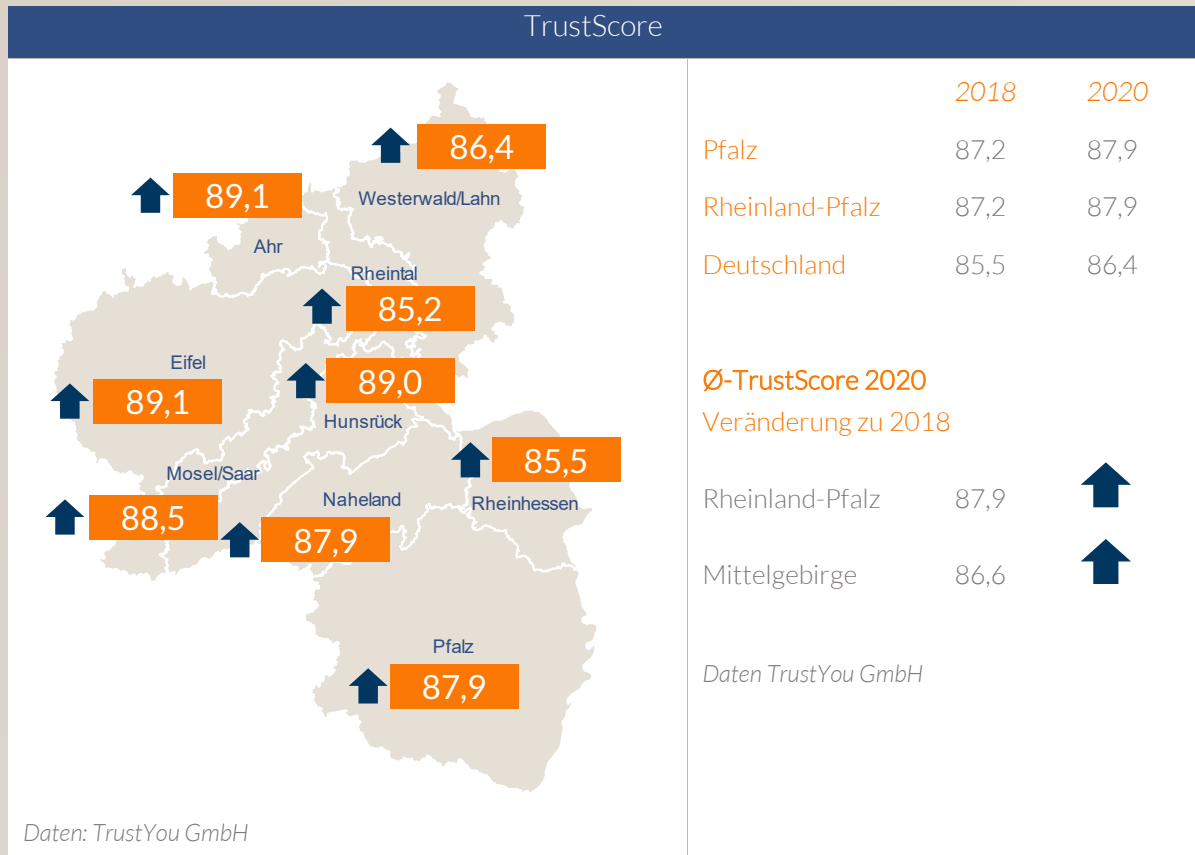 TrustScore
86,4
Westerwald/Lahn
89,1
Ahr
Rheintal
85,2
Eifel
89,1
89,0
Hunsrück
85,5
Rheinhessen
Mosel/Saar
88,5
Naheland
87,9
Pfalz
87,9
Daten: TrustYou GmbH
2018 2020
Pfalz 87,2 87,9
Rheinland-Pfalz 87,2 87,9
Deutschland 85,5 86,4
Ø-TrustScore 2020
Veränderung zu 2018
Rheinland-Pfalz 87,9
Mittelgebirge 86,6
Daten TrustYou GmbH